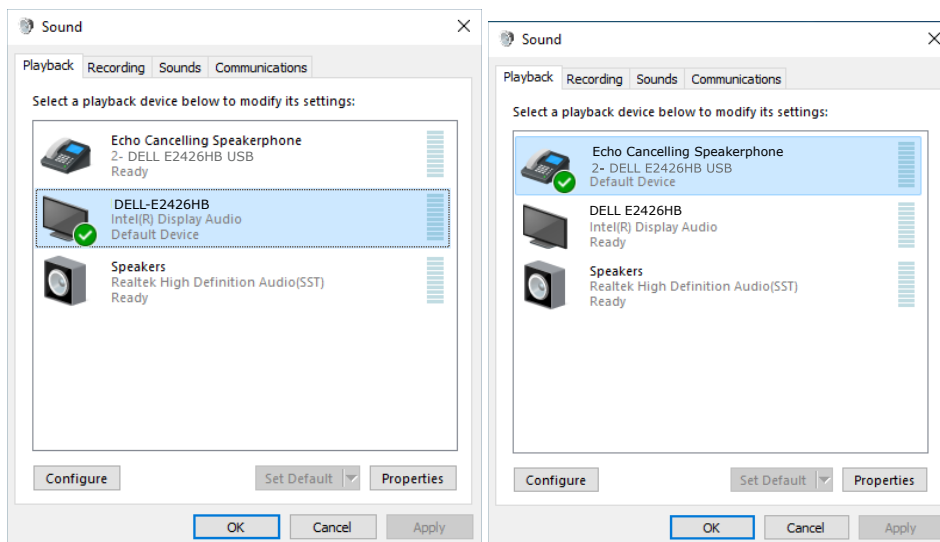 Sound
Playback Recording Sounds Communications
Select a playback device below to modify its settings:
Echo Cancelling Speakerphone
2- DELL E2426HB USB
Ready
DELL-E2426HB
Intel(R) Display Audio
Default Device
Speakers
Realtek High Definition Audio(SST)
Ready
Configure Set Default Properties
OK Cancel Apply
Sound
Playback Recording Sounds Communications
Select a playback device below to modify its settings:
Echo Cancelling Speakerphone
2- DELL E2426HB USB
Default Device
DELL E2426HB
Intel(R) Display Audio
Ready
Speakers
Realtek High Definition Audio(SST)
Ready
Configure Set Default Properties
OK Cancel Apply